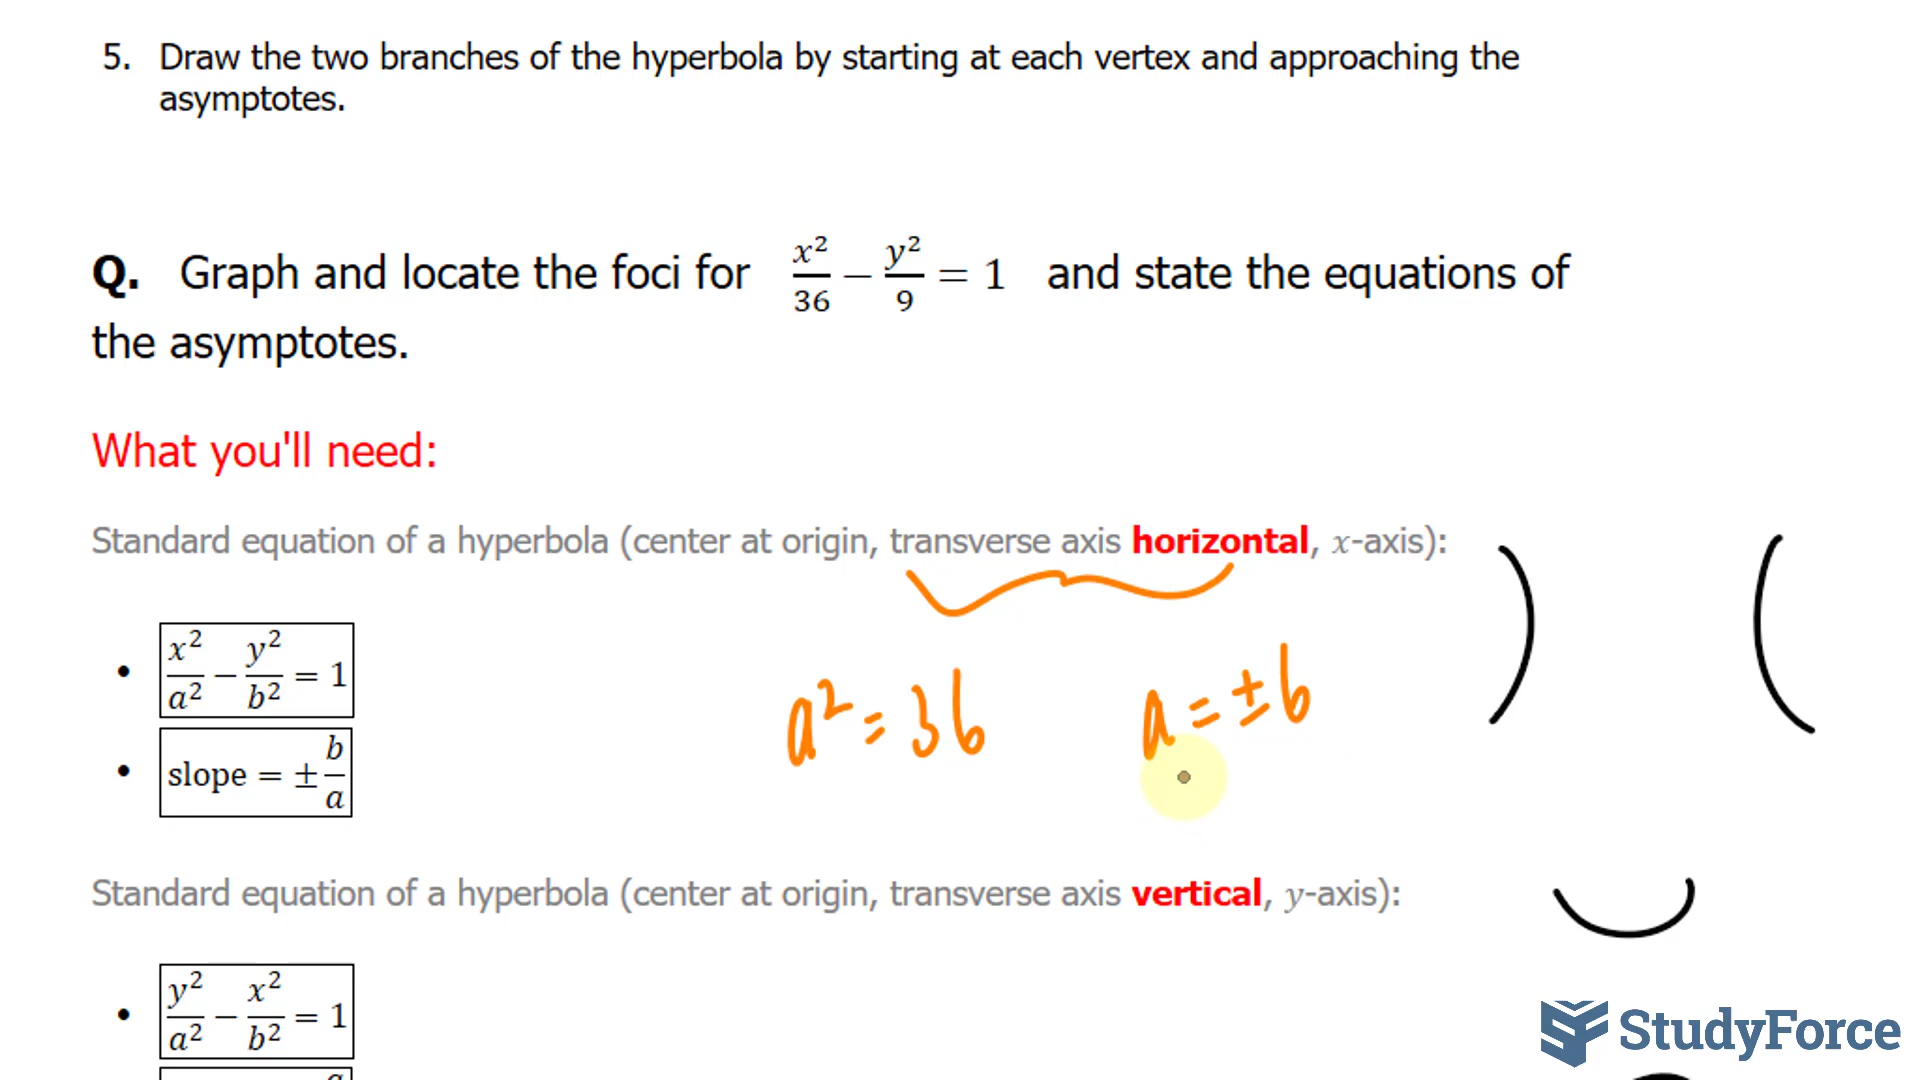 5. Draw the two branches of the hyperbola by starting at each vertex and approaching the
asymptotes.
Q. Graph and locate the foci for x²/36 − y²/9 = 1 and state the equations of
the asymptotes.
What you'll need:
Standard equation of a hyperbola (center at origin, transverse axis horizontal, x-axis):
• x²/a² − y²/b² = 1
a² = 36 a = ±6
• slope = ± b/a
Standard equation of a hyperbola (center at origin, transverse axis vertical, y-axis):
• y²/a² − x²/b² = 1
StudyForce